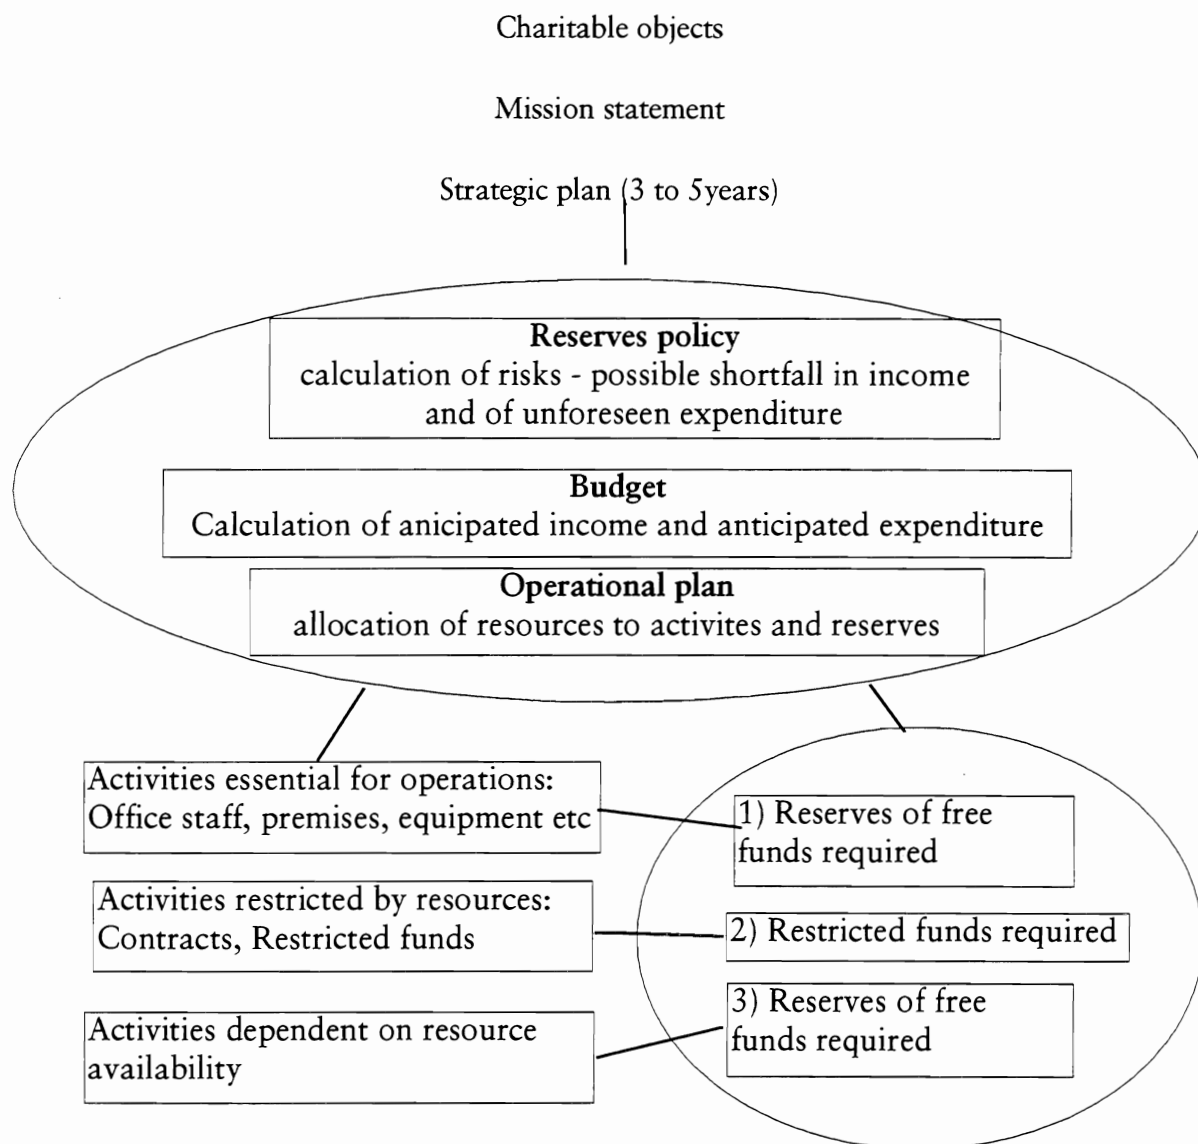 Charitable objects
Mission statement
Strategic plan (3 to 5years)
Reserves policy
calculation of risks - possible shortfall in income
and of unforeseen expenditure
Budget
Calculation of anicipated income and anticipated expenditure
Operational plan
allocation of resources to activites and reserves
Activities essential for operations:
Office staff, premises, equipment etc
1) Reserves of free
funds required
Activities restricted by resources:
Contracts, Restricted funds
2) Restricted funds required
Activities dependent on resource
availability
3) Reserves of free
funds required